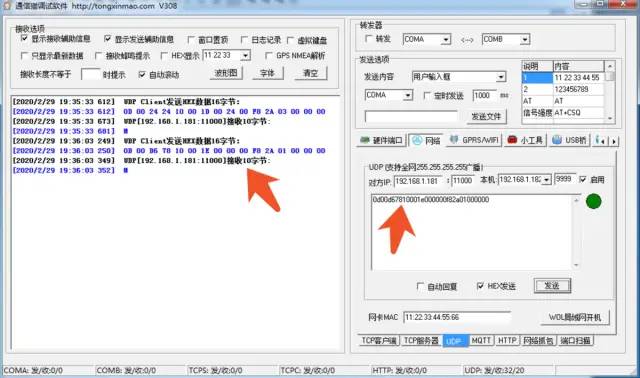 通信猫调试软件 http://tongxinmao.com V308
接收选项
显示接收辅助信息 显示发送辅助信息 窗口置顶 日志记录 虚拟键盘
只显示最新数据 接收蜂鸣提示 HEX显示 11 22 33 GPS NMEA解析
接收长度不等于 时提示 自动滚动 波形图 字体 清空
[2020/2/29 19:35:33 612] UDP Client发送HEX数据16字节:
[2020/2/29 19:35:33 612] 0D 00 24 24 10 00 1D 00 24 00 F8 2A 03 00 00 00
[2020/2/29 19:35:33 673] UDP[192.168.1.181:11000]接收10字节:
[2020/2/29 19:35:33 681] M
[2020/2/29 19:36:03 249] UDP Client发送HEX数据16字节:
[2020/2/29 19:36:03 250] 0D 00 D6 78 10 00 1E 00 00 00 F8 2A 01 00 00 00
[2020/2/29 19:36:03 349] UDP[192.168.1.181:11000]接收10字节:
[2020/2/29 19:36:03 352] M
转发器
转发 COMA <--> COMB
发送选项
发送内容 用户输入框
COMA 定时发送 1000 ms
发送文件
说明 内容
1 11 22 33 44 55
2 123456789
AT AT
信号强度 AT+CSQ
硬件端口 网络 GPRS/WIFI 小工具 USB桥
UDP (支持全网255.255.255.255广播)
对方IP: 192.168.1.181 : 11000 本机: 192.168.1.182 9999 启用
0d00d67810001e000000f82a01000000
自动回复 HEX发送 发送
网卡MAC 11:22:33:44:55:66 WOL局域网开机
TCP客户端 TCP服务器 UDP MQTT HTTP 网络抓包 端口扫描
COMA: 发/收:0/0 COMB: 发/收:0/0 TCPS: 发/收:0/0 TCPC: 发/收:0/0 HTTP: 发/收:0/0 UDP: 发/收:32/20